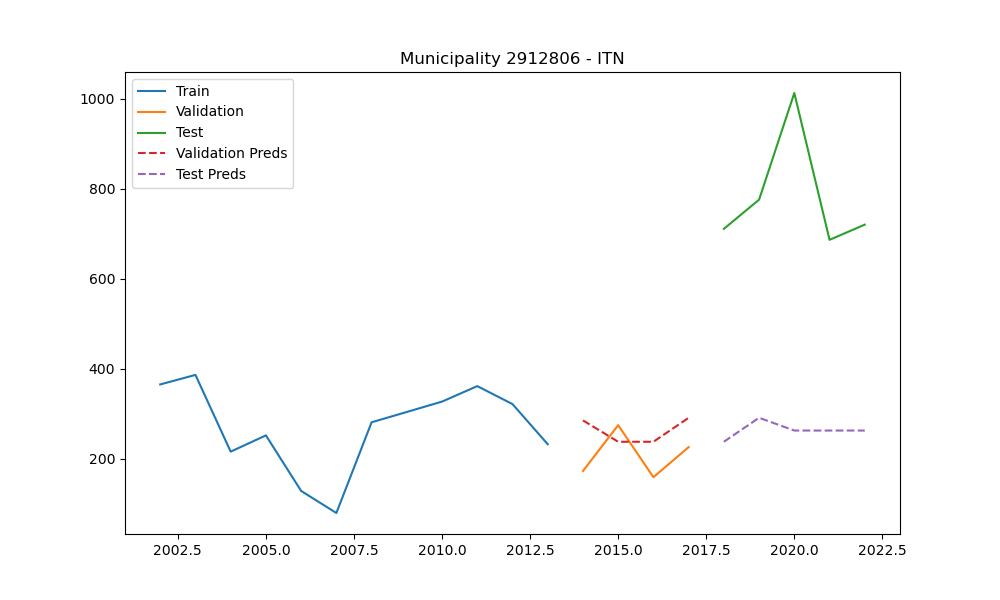 Municipality 2912806 - ITN
Train
Validation
Test
Validation Preds
Test Preds
1000
800
600
400
200
2002.5 2005.0 2007.5 2010.0 2012.5 2015.0 2017.5 2020.0 2022.5